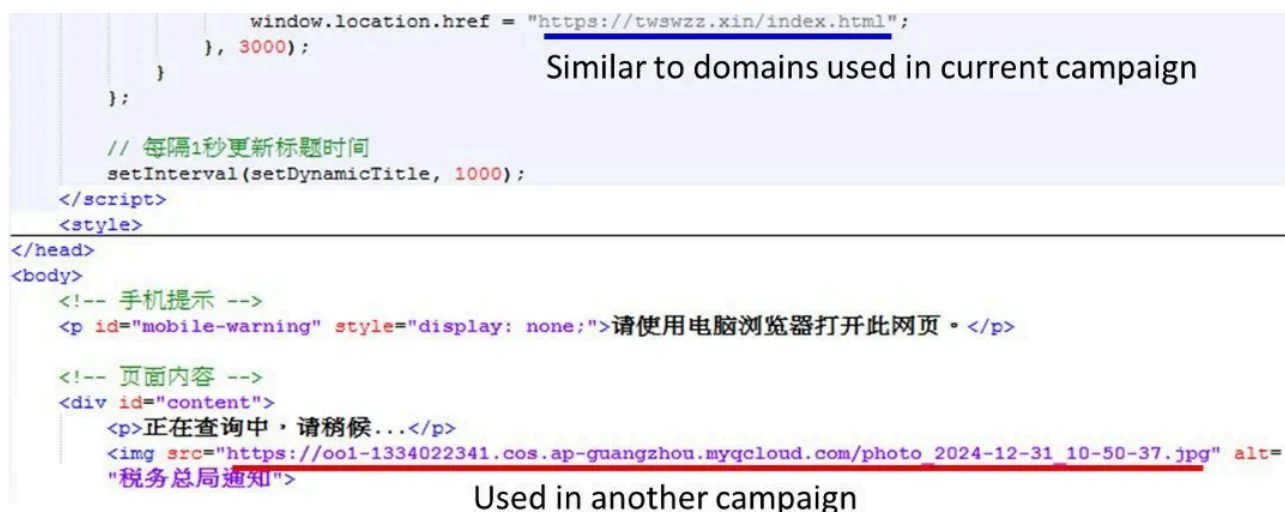 window.location.href = "https://twswzz.xin/index.html";
}, 3000);
Similar to domains used in current campaign
}
};
// 每隔1秒更新标题时间
setInterval(setDynamicTitle, 1000);
</script>
<style>
</head>
<body>
<!-- 手机提示 -->
<p id="mobile-warning" style="display: none;">请使用电脑浏览器打开此网页。</p>
<!-- 页面内容 -->
<div id="content">
<p>正在查询中，请稍候...</p>
<img src="https://oo1-1334022341.cos.ap-guangzhou.myqcloud.com/photo_2024-12-31_10-50-37.jpg" alt=
"税务总局通知">
Used in another campaign